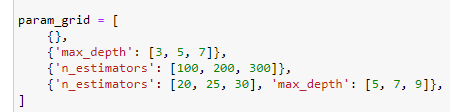 param_grid = [
    {},
    {'max_depth': [3, 5, 7]},
    {'n_estimators': [100, 200, 300]},
    {'n_estimators': [20, 25, 30], 'max_depth': [5, 7, 9]},
]